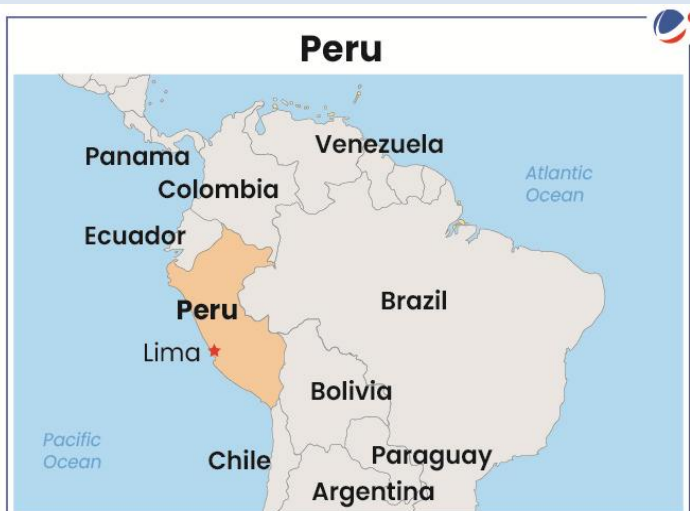 Peru
Venezuela
Panama
Atlantic
Ocean
Colombia
Ecuador
Brazil
Peru
Lima
Bolivia
Pacific
Ocean
Chile
Paraguay
Argentina